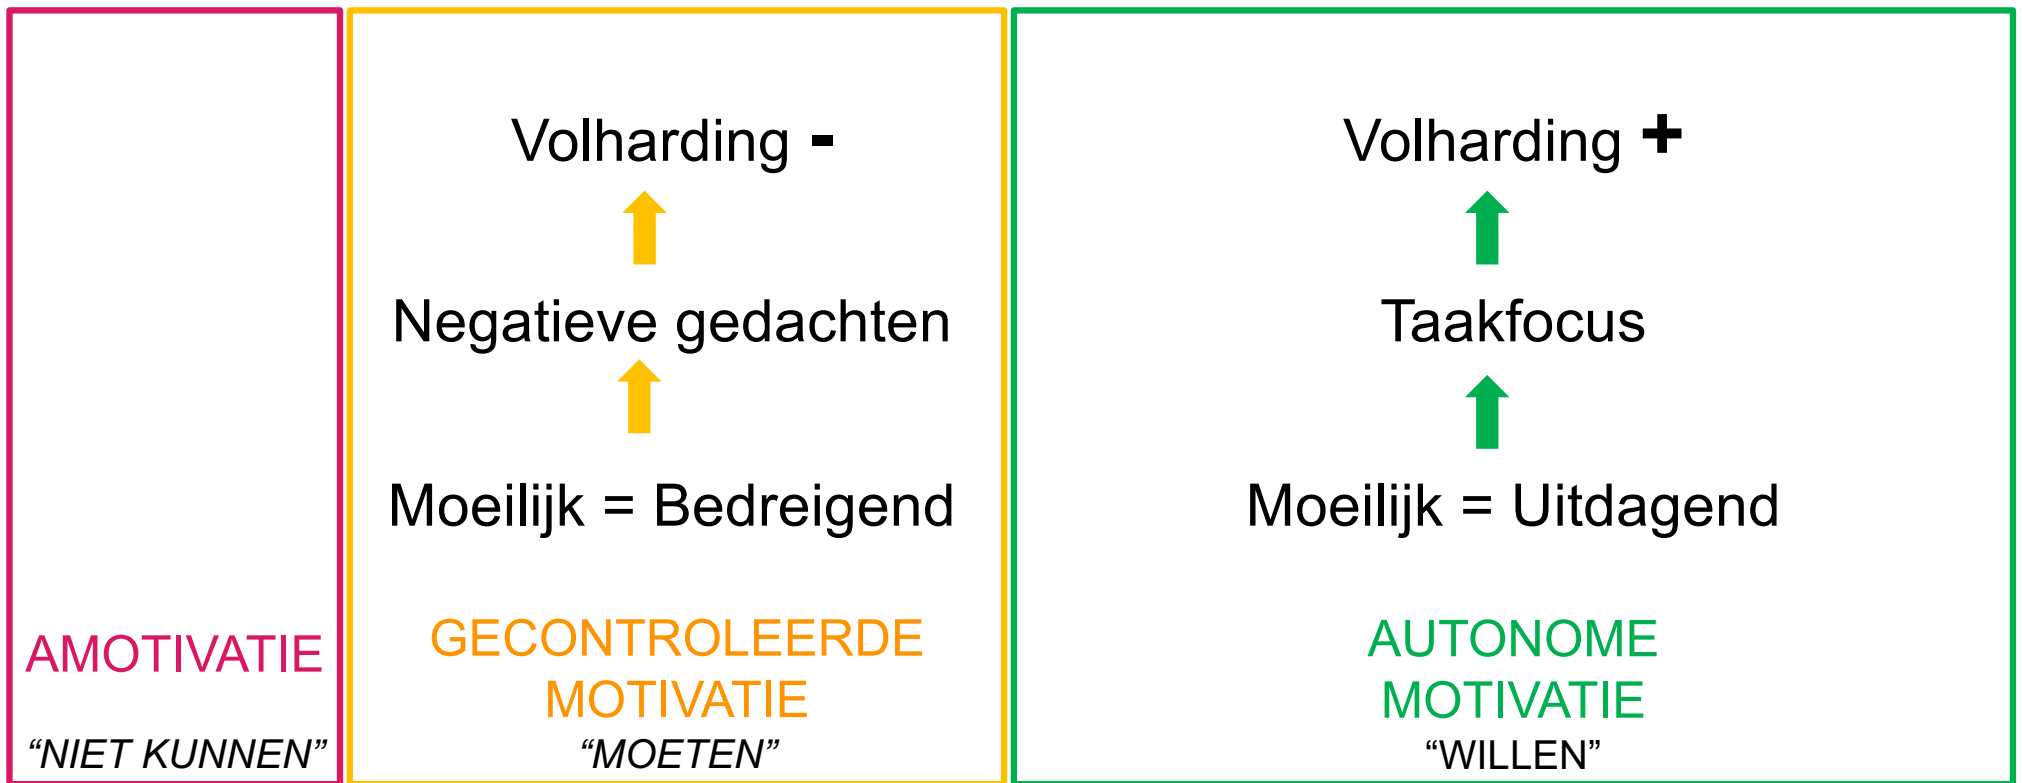 AMOTIVATIE
“NIET KUNNEN”
Volharding -
Negatieve gedachten
Moeilijk = Bedreigend
GECONTROLEERDE
MOTIVATIE
“MOETEN”
Volharding +
Taakfocus
Moeilijk = Uitdagend
AUTONOME
MOTIVATIE
“WILLEN”